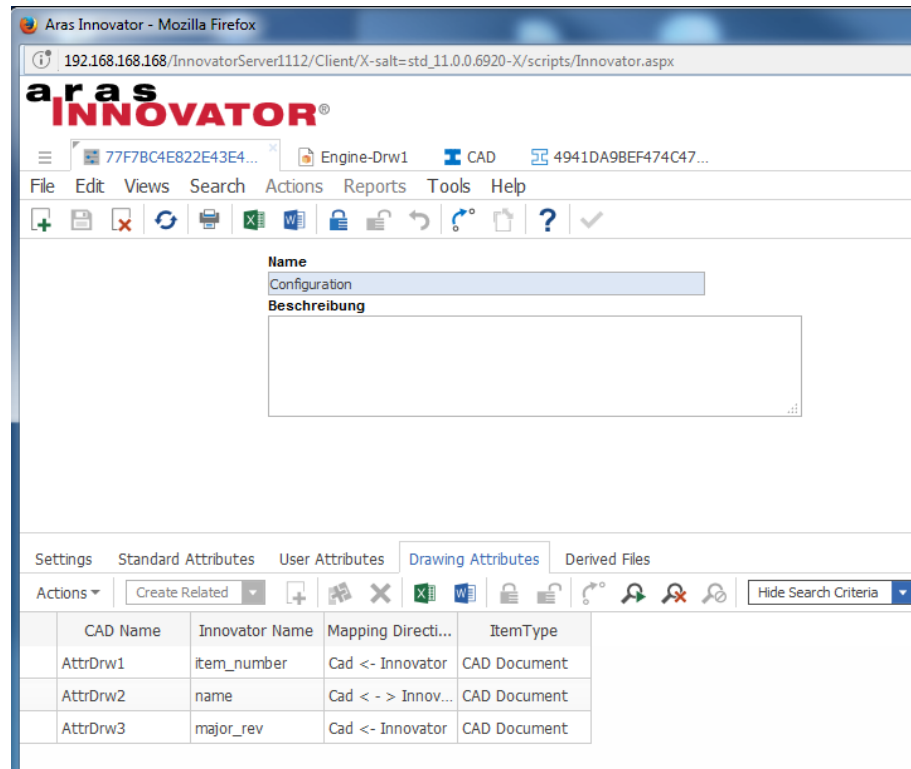 Aras Innovator - Mozilla Firefox
192.168.168.168/InnovatorServer1112/Client/X-salt=std_11.0.0.6920-X/scripts/Innovator.aspx
aras
INNOVATOR®
77F7BC4E822E43E4... Engine-Drw1 CAD 4941DA9BEF474C47...
File Edit Views Search Actions Reports Tools Help
Name
Configuration
Beschreibung
Settings Standard Attributes User Attributes Drawing Attributes Derived Files
Actions Create Related Hide Search Criteria
CAD Name Innovator Name Mapping Directi... ItemType
AttrDrw1 item_number Cad <- Innovator CAD Document
AttrDrw2 name Cad < - > Innov... CAD Document
AttrDrw3 major_rev Cad <- Innovator CAD Document